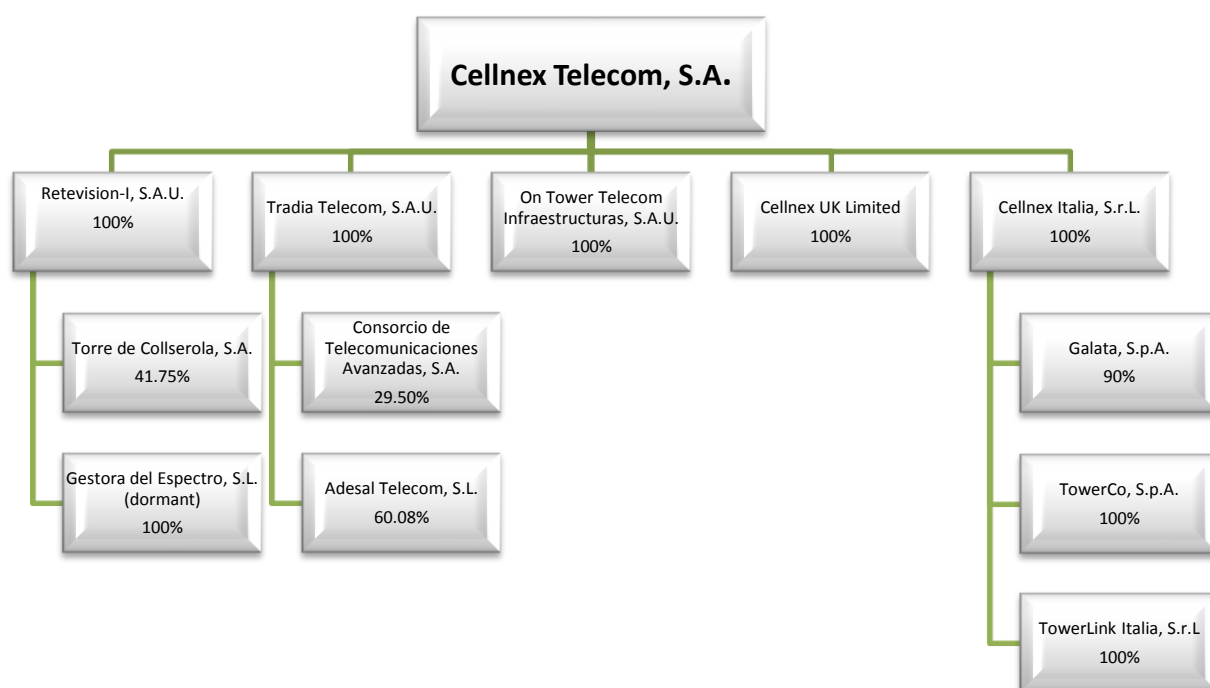 Cellnex Telecom, S.A.
Retevision-I, S.A.U.
100%
Tradia Telecom, S.A.U.
100%
On Tower Telecom
Infraestructuras, S.A.U.
100%
Cellnex UK Limited
100%
Cellnex Italia, S.r.L.
100%
Torre de Collserola, S.A.
41.75%
Consorcio de
Telecomunicaciones
Avanzadas, S.A.
29.50%
Galata, S.p.A.
90%
Gestora del Espectro, S.L.
(dormant)
100%
Adesal Telecom, S.L.
60.08%
TowerCo, S.p.A.
100%
TowerLink Italia, S.r.L
100%